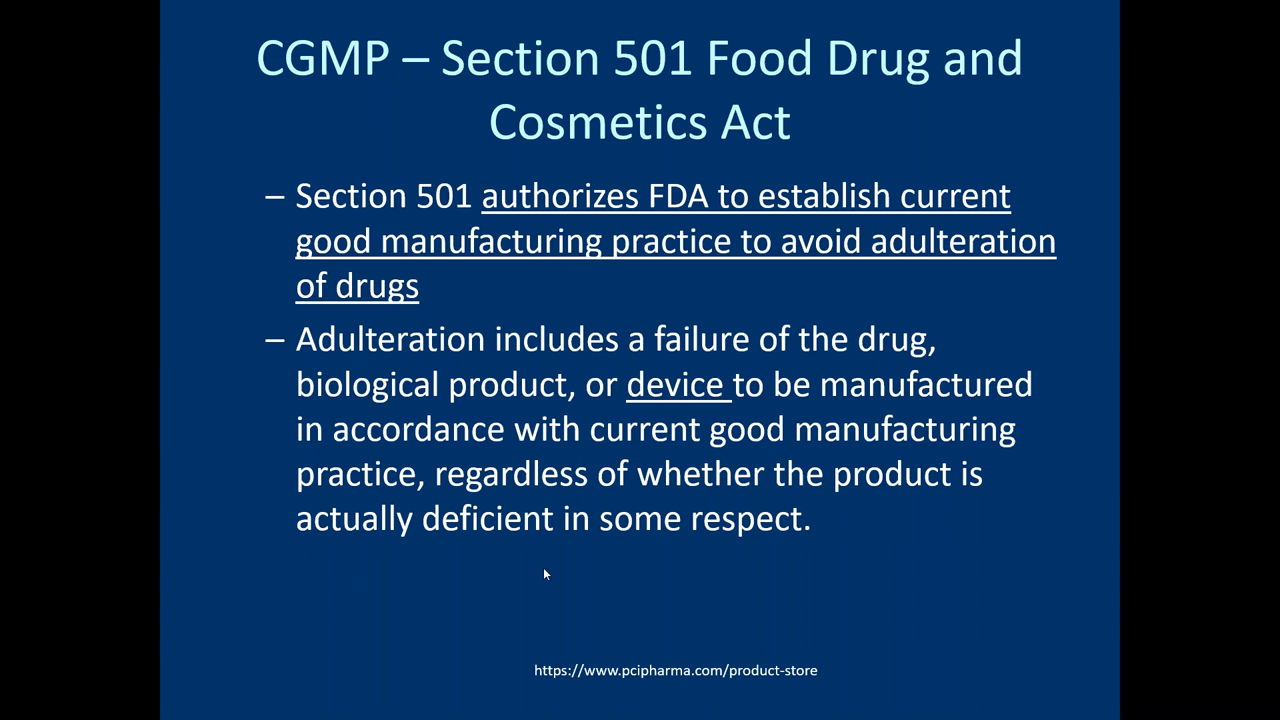 CGMP – Section 501 Food Drug and
Cosmetics Act
– Section 501 authorizes FDA to establish current
good manufacturing practice to avoid adulteration
of drugs
– Adulteration includes a failure of the drug,
biological product, or device to be manufactured
in accordance with current good manufacturing
practice, regardless of whether the product is
actually deficient in some respect.
https://www.pcipharma.com/product-store